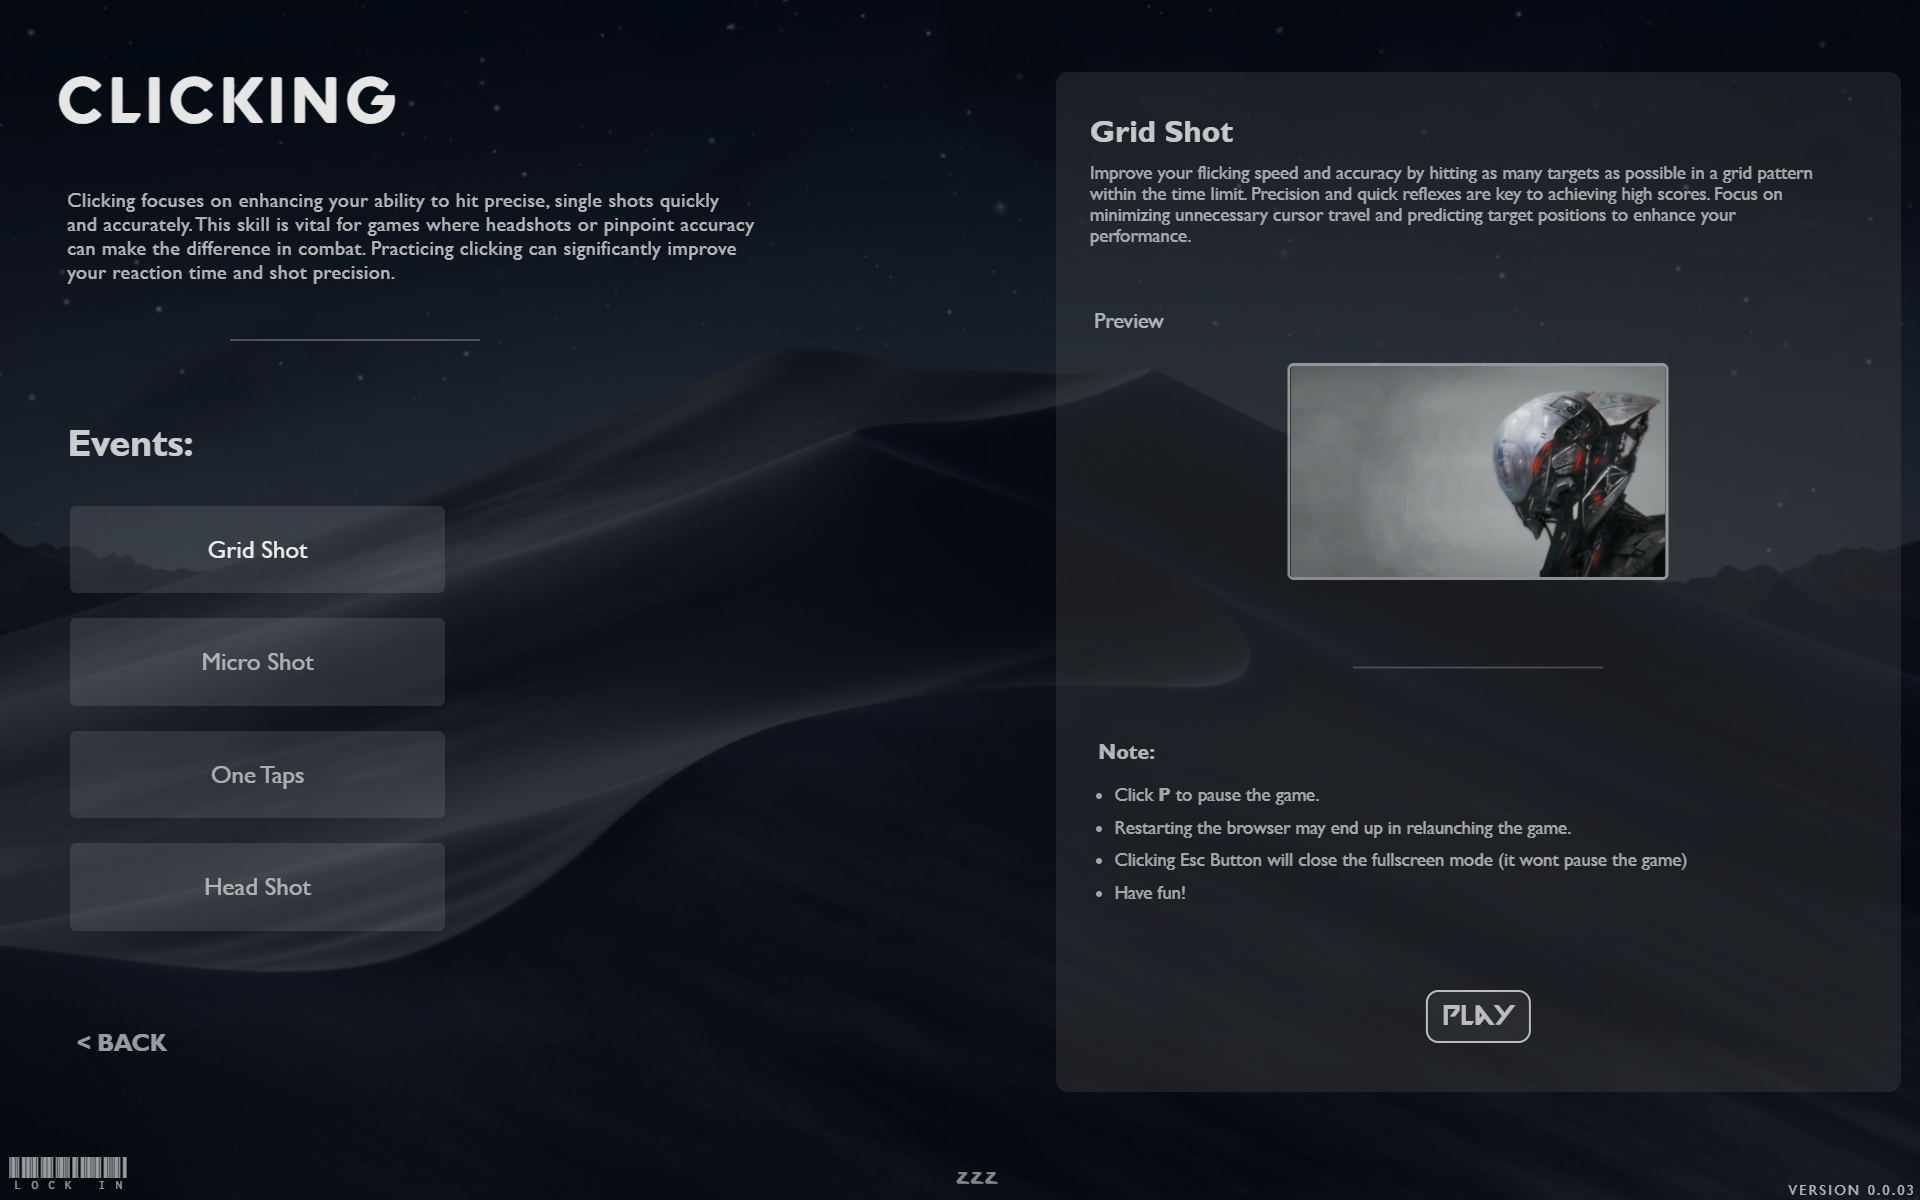 CLICKING
Clicking focuses on enhancing your ability to hit precise, single shots quickly
and accurately. This skill is vital for games where headshots or pinpoint accuracy
can make the difference in combat. Practicing clicking can significantly improve
your reaction time and shot precision.
Events:
Grid Shot
Micro Shot
One Taps
Head Shot
< BACK
Grid Shot
Improve your flicking speed and accuracy by hitting as many targets as possible in a grid pattern
within the time limit. Precision and quick reflexes are key to achieving high scores. Focus on
minimizing unnecessary cursor travel and predicting target positions to enhance your
performance.
Preview
Note:
• Click P to pause the game.
• Restarting the browser may end up in relaunching the game.
• Clicking Esc Button will close the fullscreen mode (it wont pause the game)
• Have fun!
PLAY
LOCK IN
zzz
VERSION 0.0.03